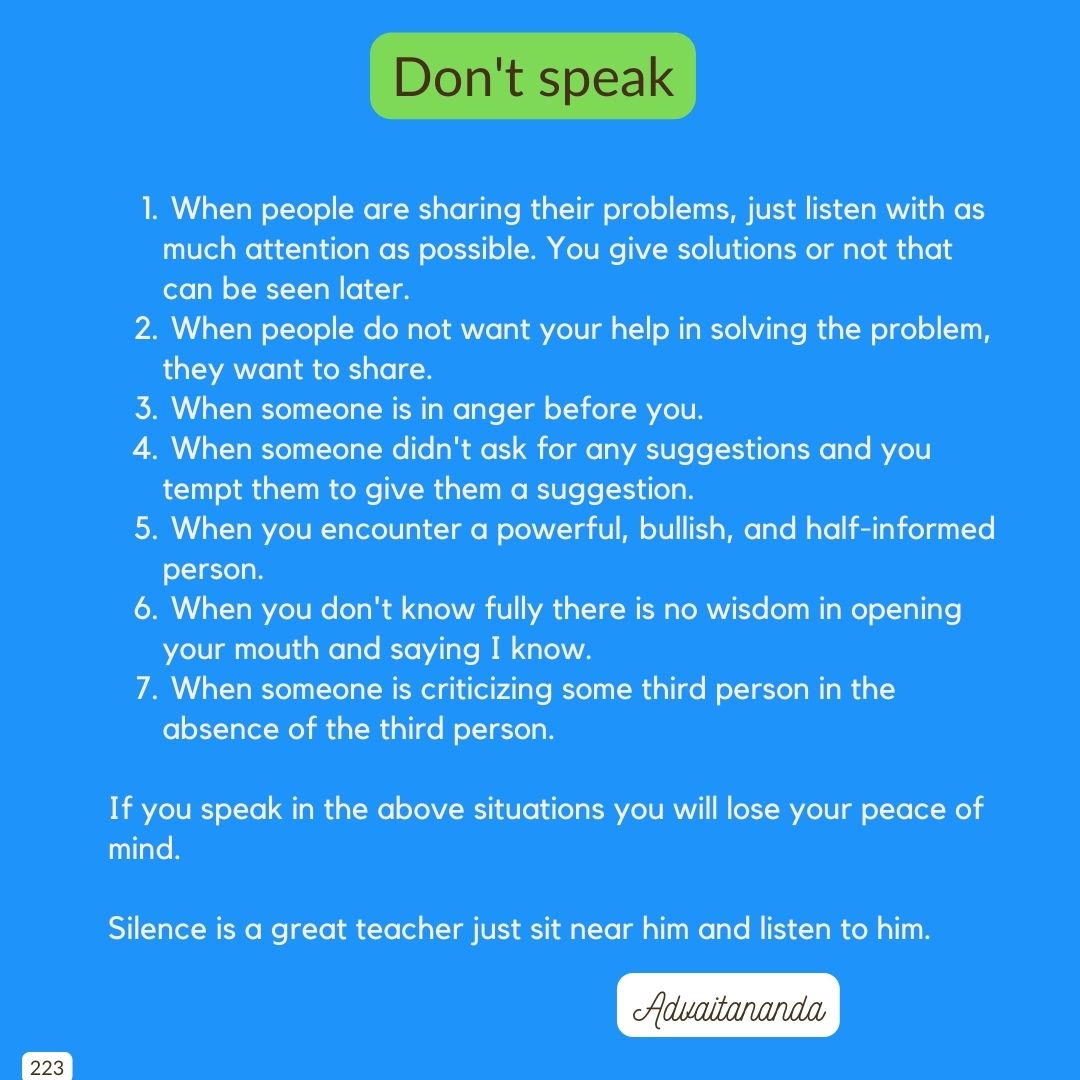 Don't speak
1. When people are sharing their problems, just listen with as
much attention as possible. You give solutions or not that
can be seen later.
2. When people do not want your help in solving the problem,
they want to share.
3. When someone is in anger before you.
4. When someone didn't ask for any suggestions and you
tempt them to give them a suggestion.
5. When you encounter a powerful, bullish, and half-informed
person.
6. When you don't know fully there is no wisdom in opening
your mouth and saying I know.
7. When someone is criticizing some third person in the
absence of the third person.
If you speak in the above situations you will lose your peace of
mind.
Silence is a great teacher just sit near him and listen to him.
Advaitananda
223